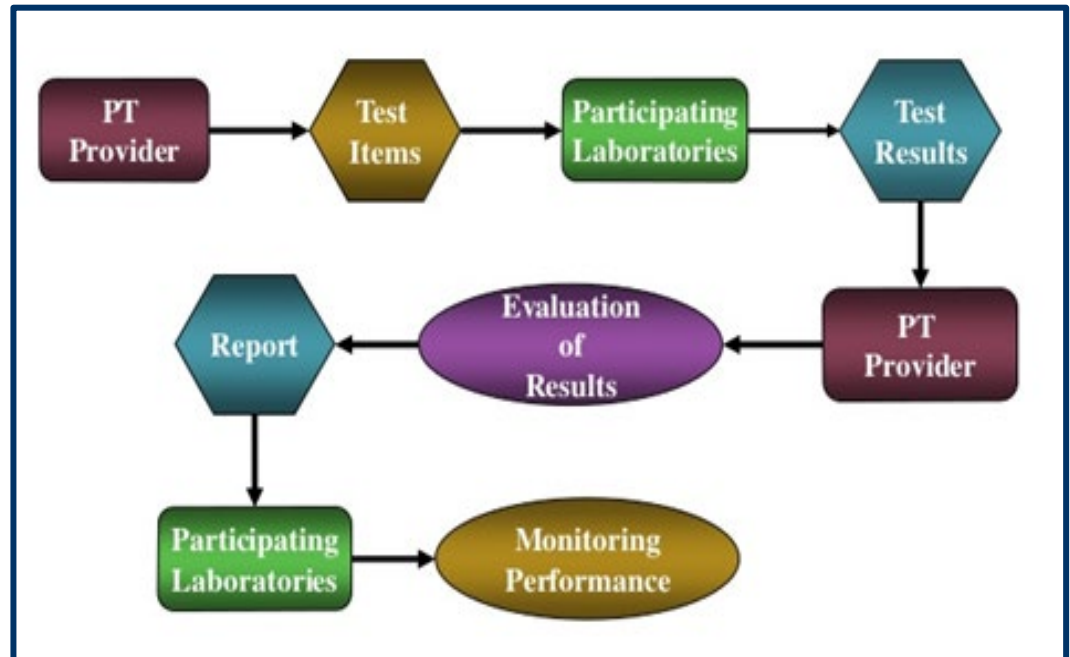 PT
Provider
Test
Items
Participating
Laboratories
Test
Results
PT
Provider
Evaluation
of
Results
Report
Participating
Laboratories
Monitoring
Performance